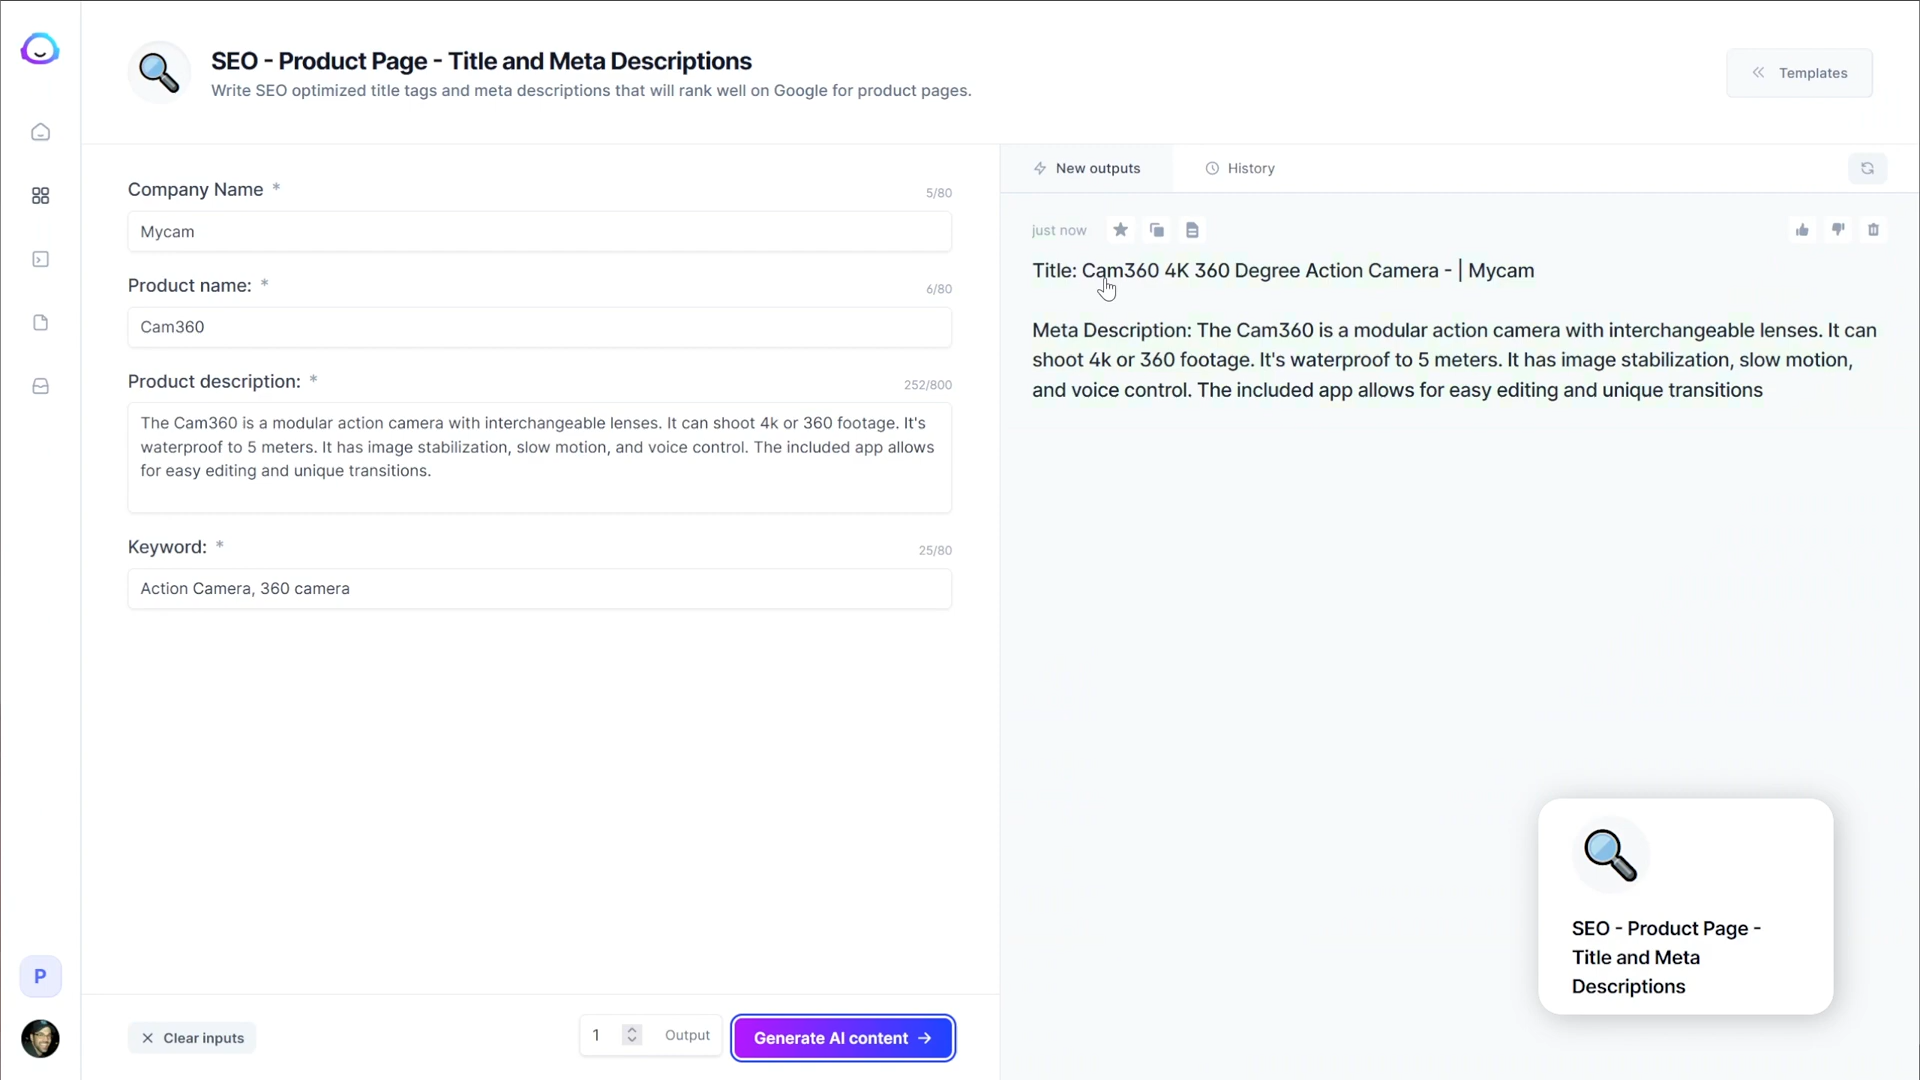 SEO - Product Page - Title and Meta Descriptions
Write SEO optimized title tags and meta descriptions that will rank well on Google for product pages.
Templates
Company Name *
5/80
Mycam
Product name: *
6/80
Cam360
Product description: *
252/800
The Cam360 is a modular action camera with interchangeable lenses. It can shoot 4k or 360 footage. It's
waterproof to 5 meters. It has image stabilization, slow motion, and voice control. The included app allows
for easy editing and unique transitions.
Keyword: *
25/80
Action Camera, 360 camera
Clear inputs
1
Output
Generate AI content
P
New outputs
History
just now
Title: Cam360 4K 360 Degree Action Camera - | Mycam
Meta Description: The Cam360 is a modular action camera with interchangeable lenses. It can
shoot 4k or 360 footage. It's waterproof to 5 meters. It has image stabilization, slow motion,
and voice control. The included app allows for easy editing and unique transitions
SEO - Product Page -
Title and Meta
Descriptions